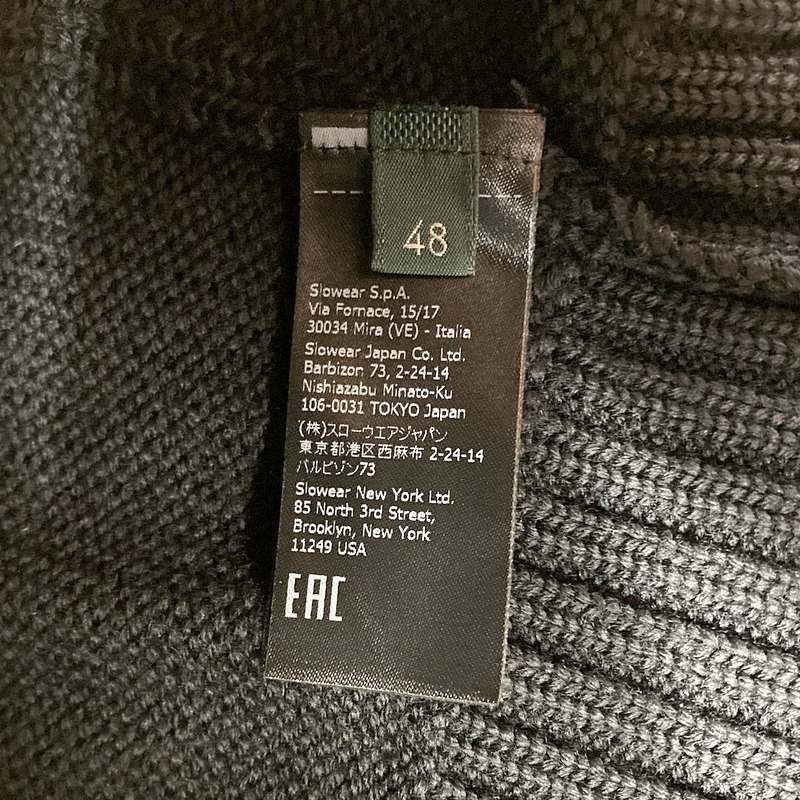 48
Slowear S.p.A.
Via Fornace, 15/17
30034 Mira (VE) - Italia
Slowear Japan Co. Ltd.
Barbizon 73, 2-24-14
Nishiazabu Minato-Ku
106-0031 TOKYO Japan
(株)スローウエアジャパン
東京都港区西麻布 2-24-14
バルビゾン73
Slowear New York Ltd.
85 North 3rd Street,
Brooklyn, New York
11249 USA
EAC